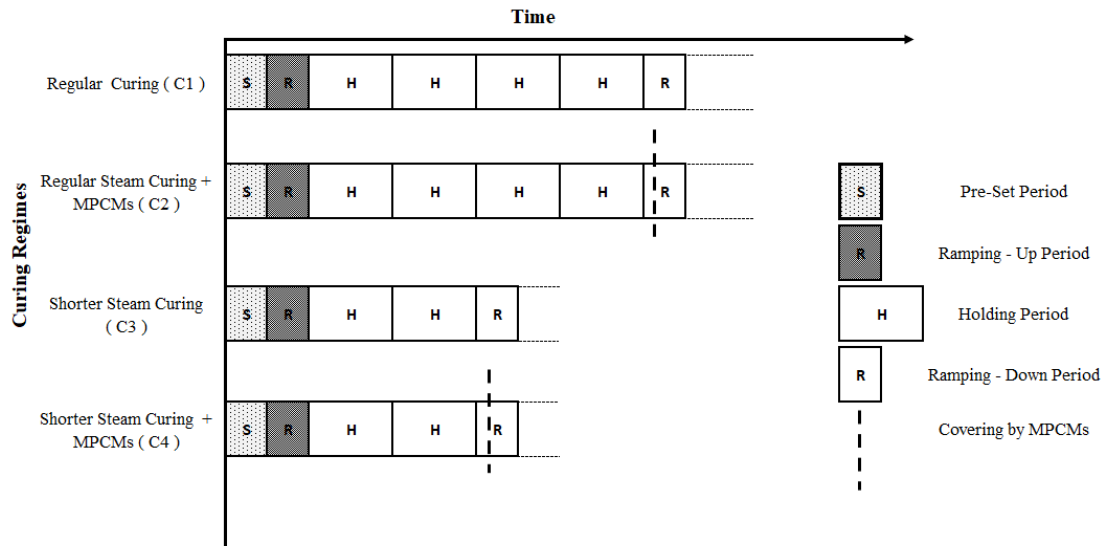 Time
Curing Regimes
Regular Curing ( C1 )
S R H H H H R
Regular Steam Curing +
MPCMs ( C2 )
S R H H H H R
Shorter Steam Curing
( C3 )
S R H H R
Shorter Steam Curing +
MPCMs ( C4 )
S R H H R
S Pre-Set Period
R Ramping - Up Period
H Holding Period
R Ramping - Down Period
Covering by MPCMs